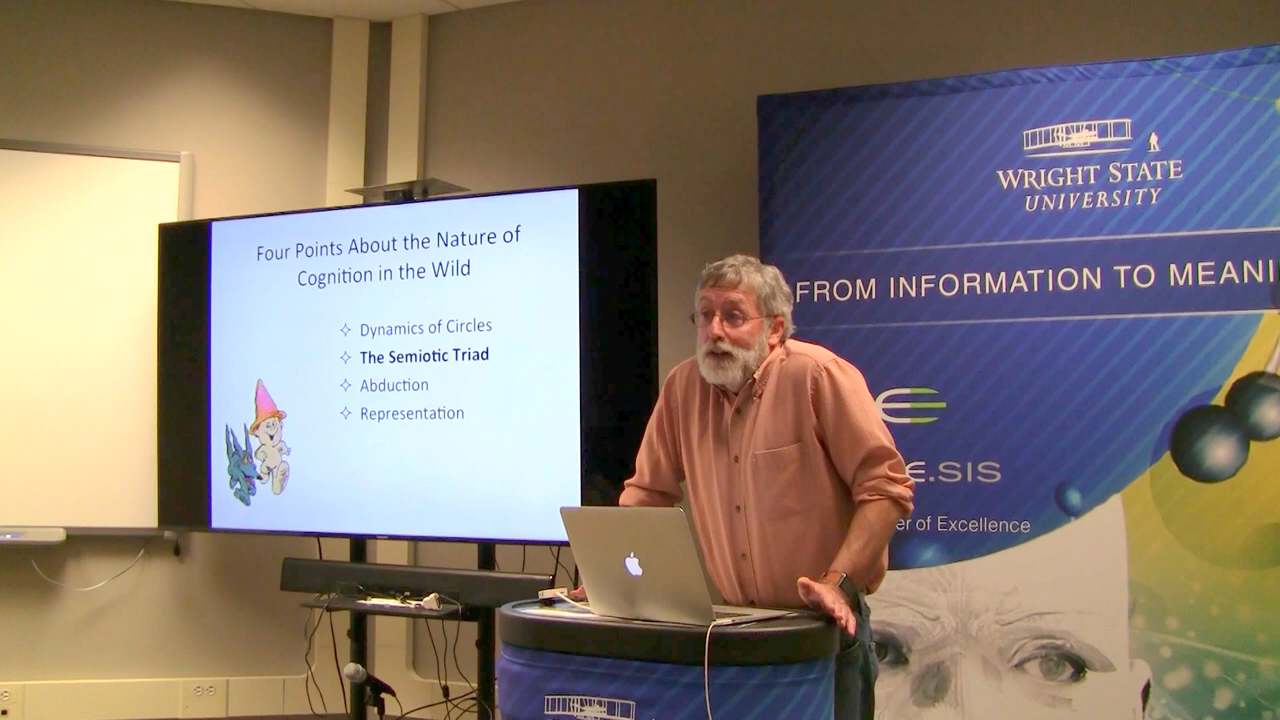 Four Points About the Nature of
Cognition in the Wild
✧ Dynamics of Circles
✧ The Semiotic Triad
✧ Abduction
✧ Representation
WRIGHT STATE
UNIVERSITY
FROM INFORMATION TO MEANI
E.SIS
er of Excellence